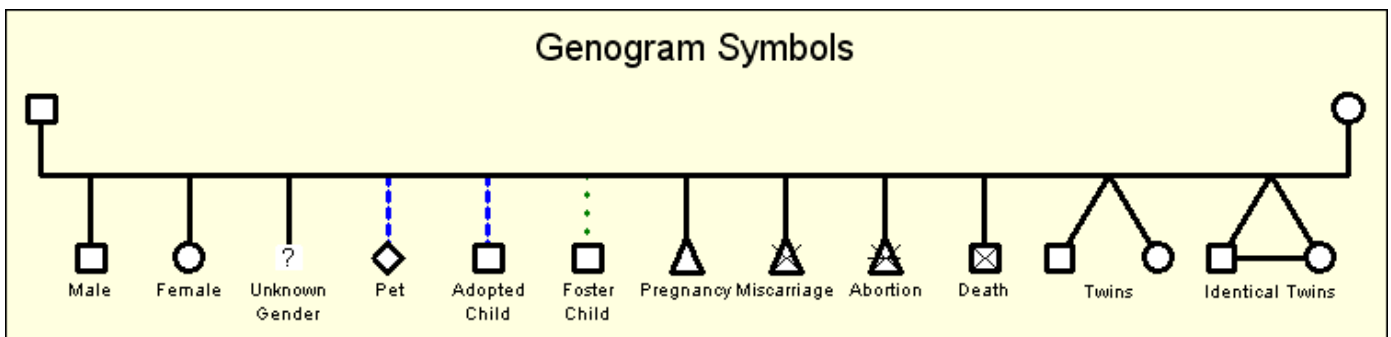 Genogram Symbols
?
Male
Female
Unknown
Gender
Pet
Adopted
Child
Foster
Child
Pregnancy
Miscarriage
Abortion
Death
Twins
Identical Twins